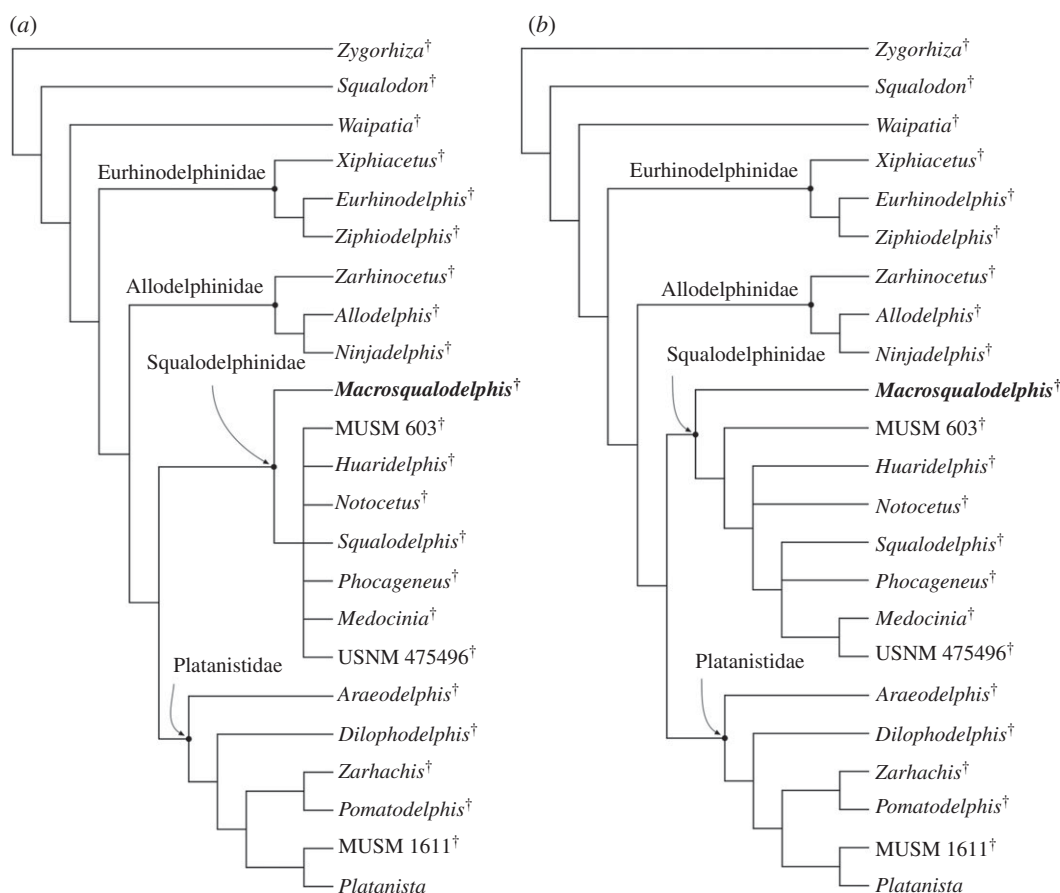 (a)
Zygorhiza†
Squalodon†
Waipatia†
Xiphiacetus†
Eurhinodelphinidae
Eurhinodelphis†
Ziphiodelphis†
Zarhinocetus†
Allodelphinidae
Allodelphis†
Ninjadelphis†
Squalodelphinidae
Macrosqualodelphis†
MUSM 603†
Huaridelphis†
Notocetus†
Squalodelphis†
Phocageneus†
Medocinia†
USNM 475496†
Platanistidae
Araeodelphis†
Dilophodelphis†
Zarhachis†
Pomatodelphis†
MUSM 1611†
Platanista
(b)
Zygorhiza†
Squalodon†
Waipatia†
Xiphiacetus†
Eurhinodelphinidae
Eurhinodelphis†
Ziphiodelphis†
Zarhinocetus†
Allodelphinidae
Allodelphis†
Ninjadelphis†
Squalodelphinidae
Macrosqualodelphis†
MUSM 603†
Huaridelphis†
Notocetus†
Squalodelphis†
Phocageneus†
Medocinia†
USNM 475496†
Platanistidae
Araeodelphis†
Dilophodelphis†
Zarhachis†
Pomatodelphis†
MUSM 1611†
Platanista